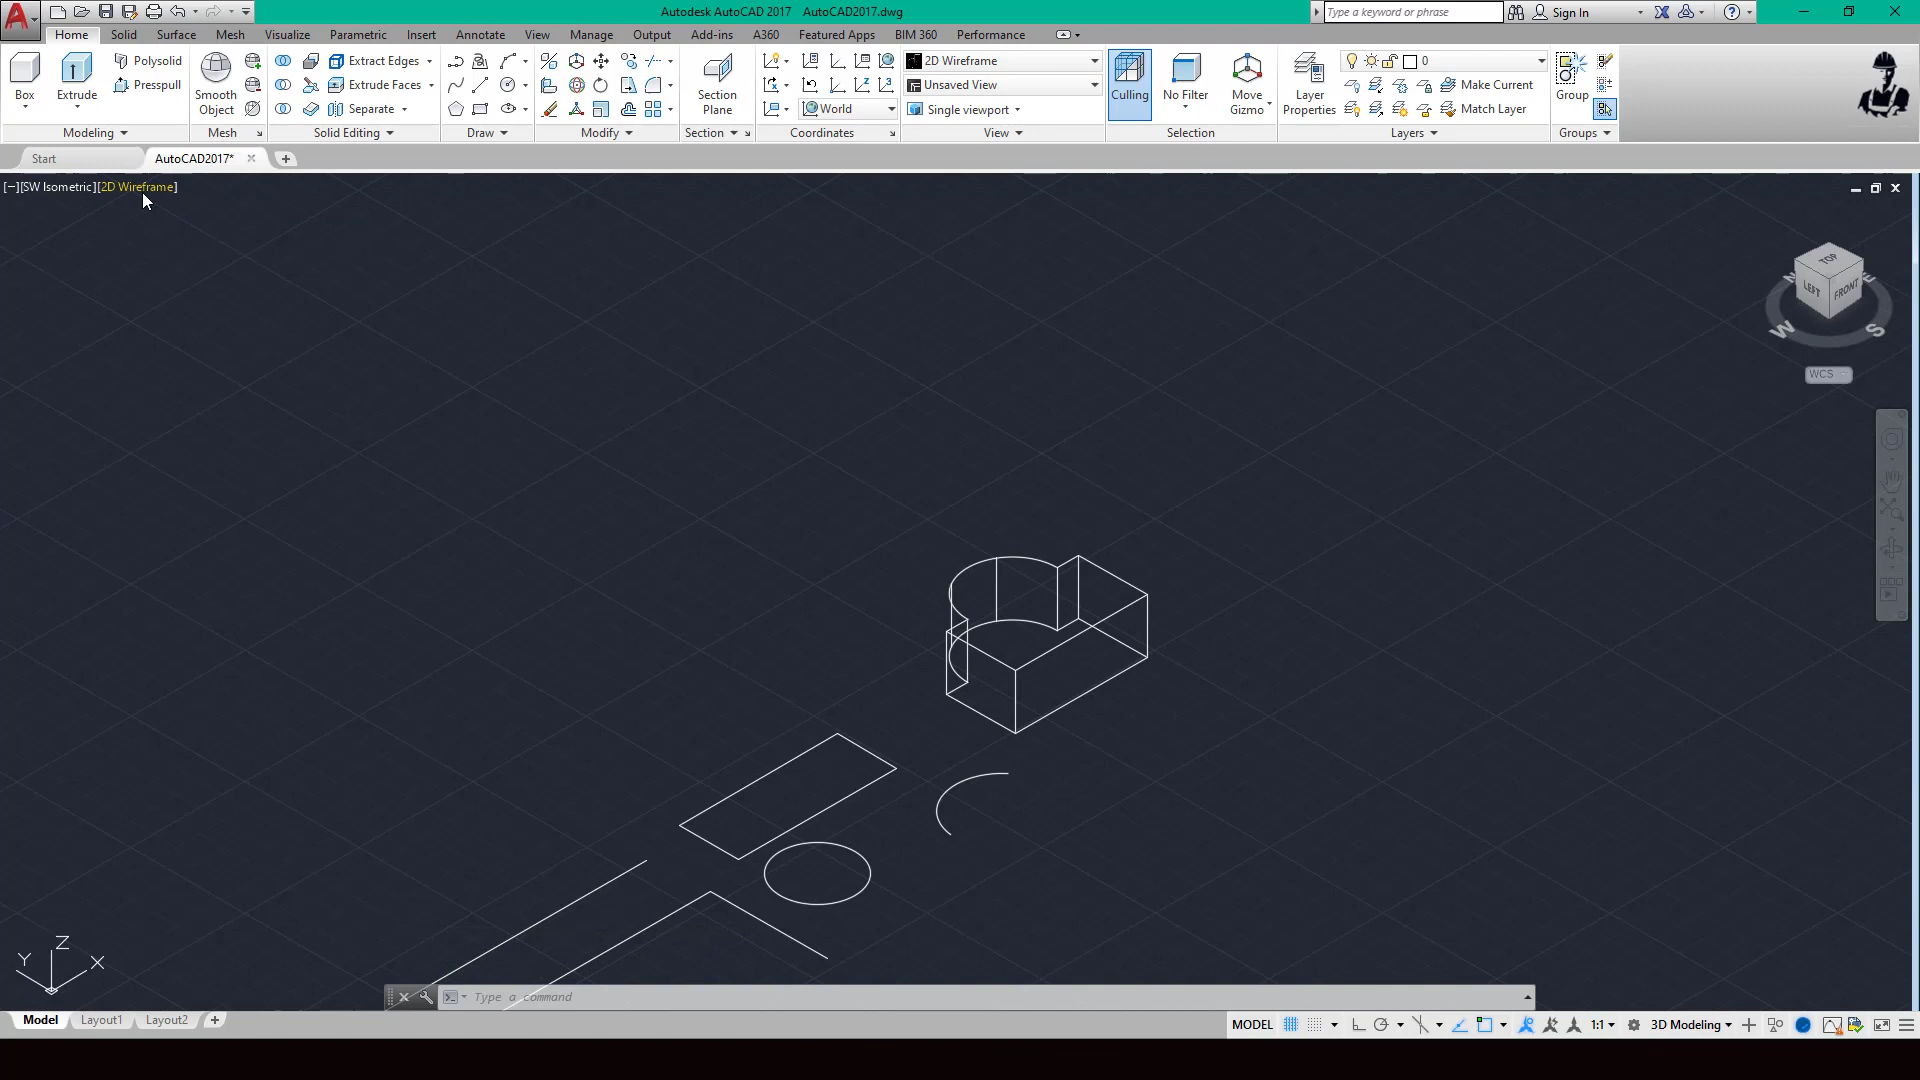 Autodesk AutoCAD 2017 AutoCAD2017.dwg
Type a keyword or phrase
Sign In
Home Solid Surface Mesh Visualize Parametric Insert Annotate View Manage Output Add-ins A360 Featured Apps BIM 360 Performance
Polysolid
Presspull
Box
Extrude
Smooth
Object
Extract Edges
Extrude Faces
Separate
Section
Plane
World
2D Wireframe
Unsaved View
Single viewport
Culling
No Filter
Move
Gizmo
Layer
Properties
0
Make Current
Match Layer
Group
Modeling Mesh Solid Editing Draw Modify Section Coordinates View Selection Layers Groups
Start AutoCAD2017*
[−][SW Isometric][2D Wireframe]
TOP
LEFT FRONT
N E
W S
WCS
Z
Y X
Type a command
Model Layout1 Layout2
MODEL 1:1 3D Modeling